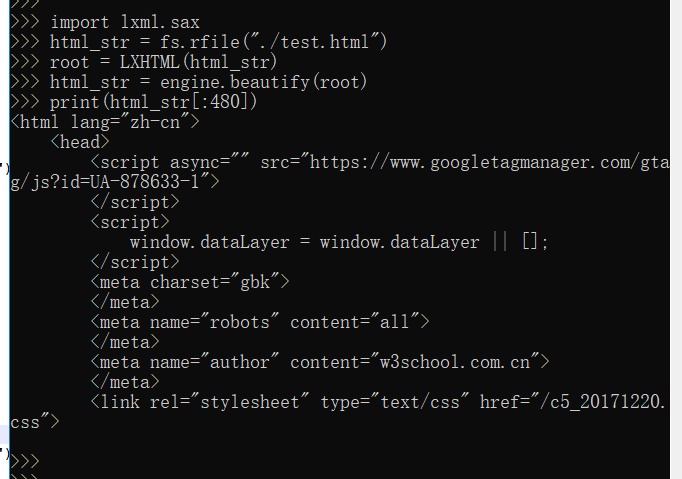 >>>
>>> import lxml.sax
>>> html_str = fs.rfile("./test.html")
>>> root = LXHTML(html_str)
>>> html_str = engine.beautify(root)
>>> print(html_str[:480])
<html lang="zh-cn">
    <head>
        <script async="" src="https://www.googletagmanager.com/gta
g/js?id=UA-878633-1">
        </script>
        <script>
            window.dataLayer = window.dataLayer || [];
        </script>
        <meta charset="gbk">
        </meta>
        <meta name="robots" content="all">
        </meta>
        <meta name="author" content="w3school.com.cn">
        </meta>
        <link rel="stylesheet" type="text/css" href="/c5_20171220.
css">
>>>
>>>